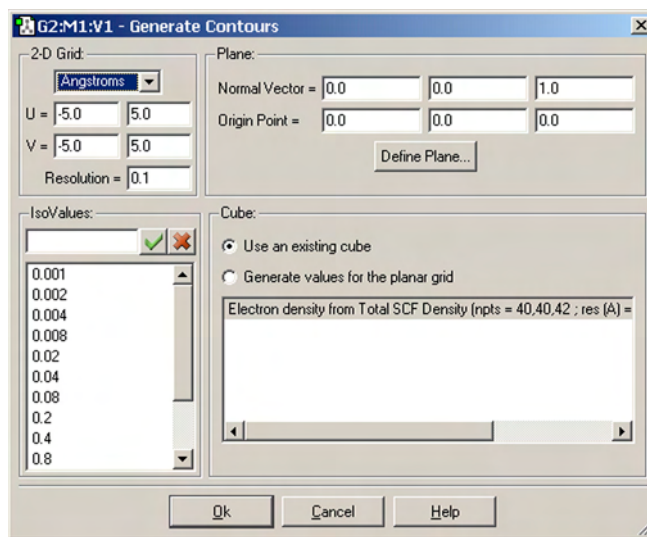 G2:M1:V1 - Generate Contours
2-D Grid:
Angstroms
U = -5.0 5.0
V = -5.0 5.0
Resolution = 0.1
Plane:
Normal Vector = 0.0 0.0 1.0
Origin Point = 0.0 0.0 0.0
Define Plane...
IsoValues:
0.001
0.002
0.004
0.008
0.02
0.04
0.08
0.2
0.4
0.8
Cube:
Use an existing cube
Generate values for the planar grid
Electron density from Total SCF Density (npts = 40,40,42 ; res (A) =
Ok Cancel Help